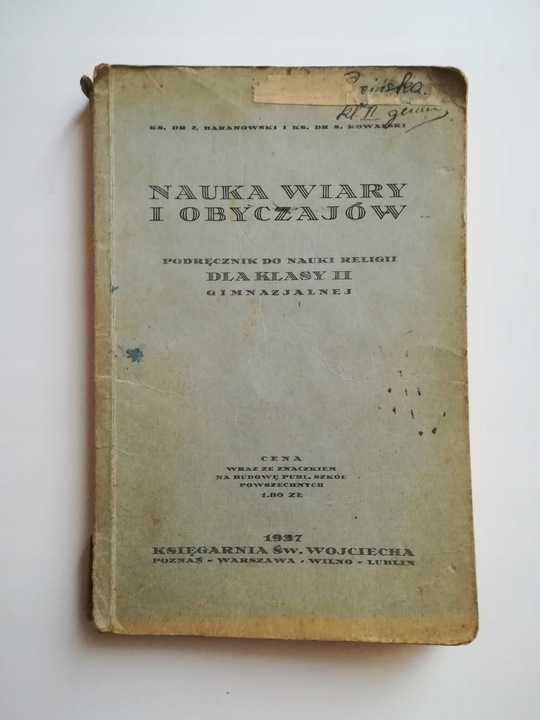 kl. II gimn.
KS. DR Z. BARANOWSKI I KS. DR S. KOWALSKI
NAUKA WIARY
I OBYCZAJÓW
PODRĘCZNIK DO NAUKI RELIGII
DLA KLASY II
GIMNAZJALNEJ
CENA
WRAZ ZE ZNACZKIEM
NA BUDOWĘ PUBL. SZKÓŁ
POWSZECHNYCH
1.80 ZŁ
1937
KSIĘGARNIA ŚW. WOJCIECHA
POZNAŃ - WARSZAWA - WILNO - LUBLIN